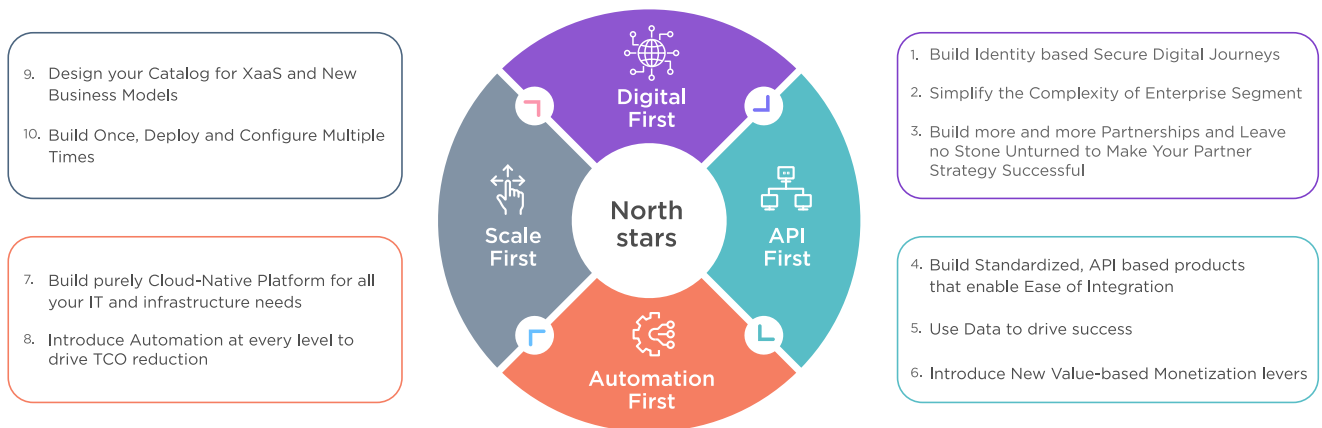 9. Design your Catalog for XaaS and New
Business Models
10. Build Once, Deploy and Configure Multiple
Times
7. Build purely Cloud-Native Platform for all
your IT and infrastructure needs
8. Introduce Automation at every level to
drive TCO reduction
Digital
First
Scale
First
North
stars
API
First
Automation
First
1. Build Identity based Secure Digital Journeys
2. Simplify the Complexity of Enterprise Segment
3. Build more and more Partnerships and Leave
no Stone Unturned to Make Your Partner
Strategy Successful
4. Build Standardized, API based products
that enable Ease of Integration
5. Use Data to drive success
6. Introduce New Value-based Monetization levers